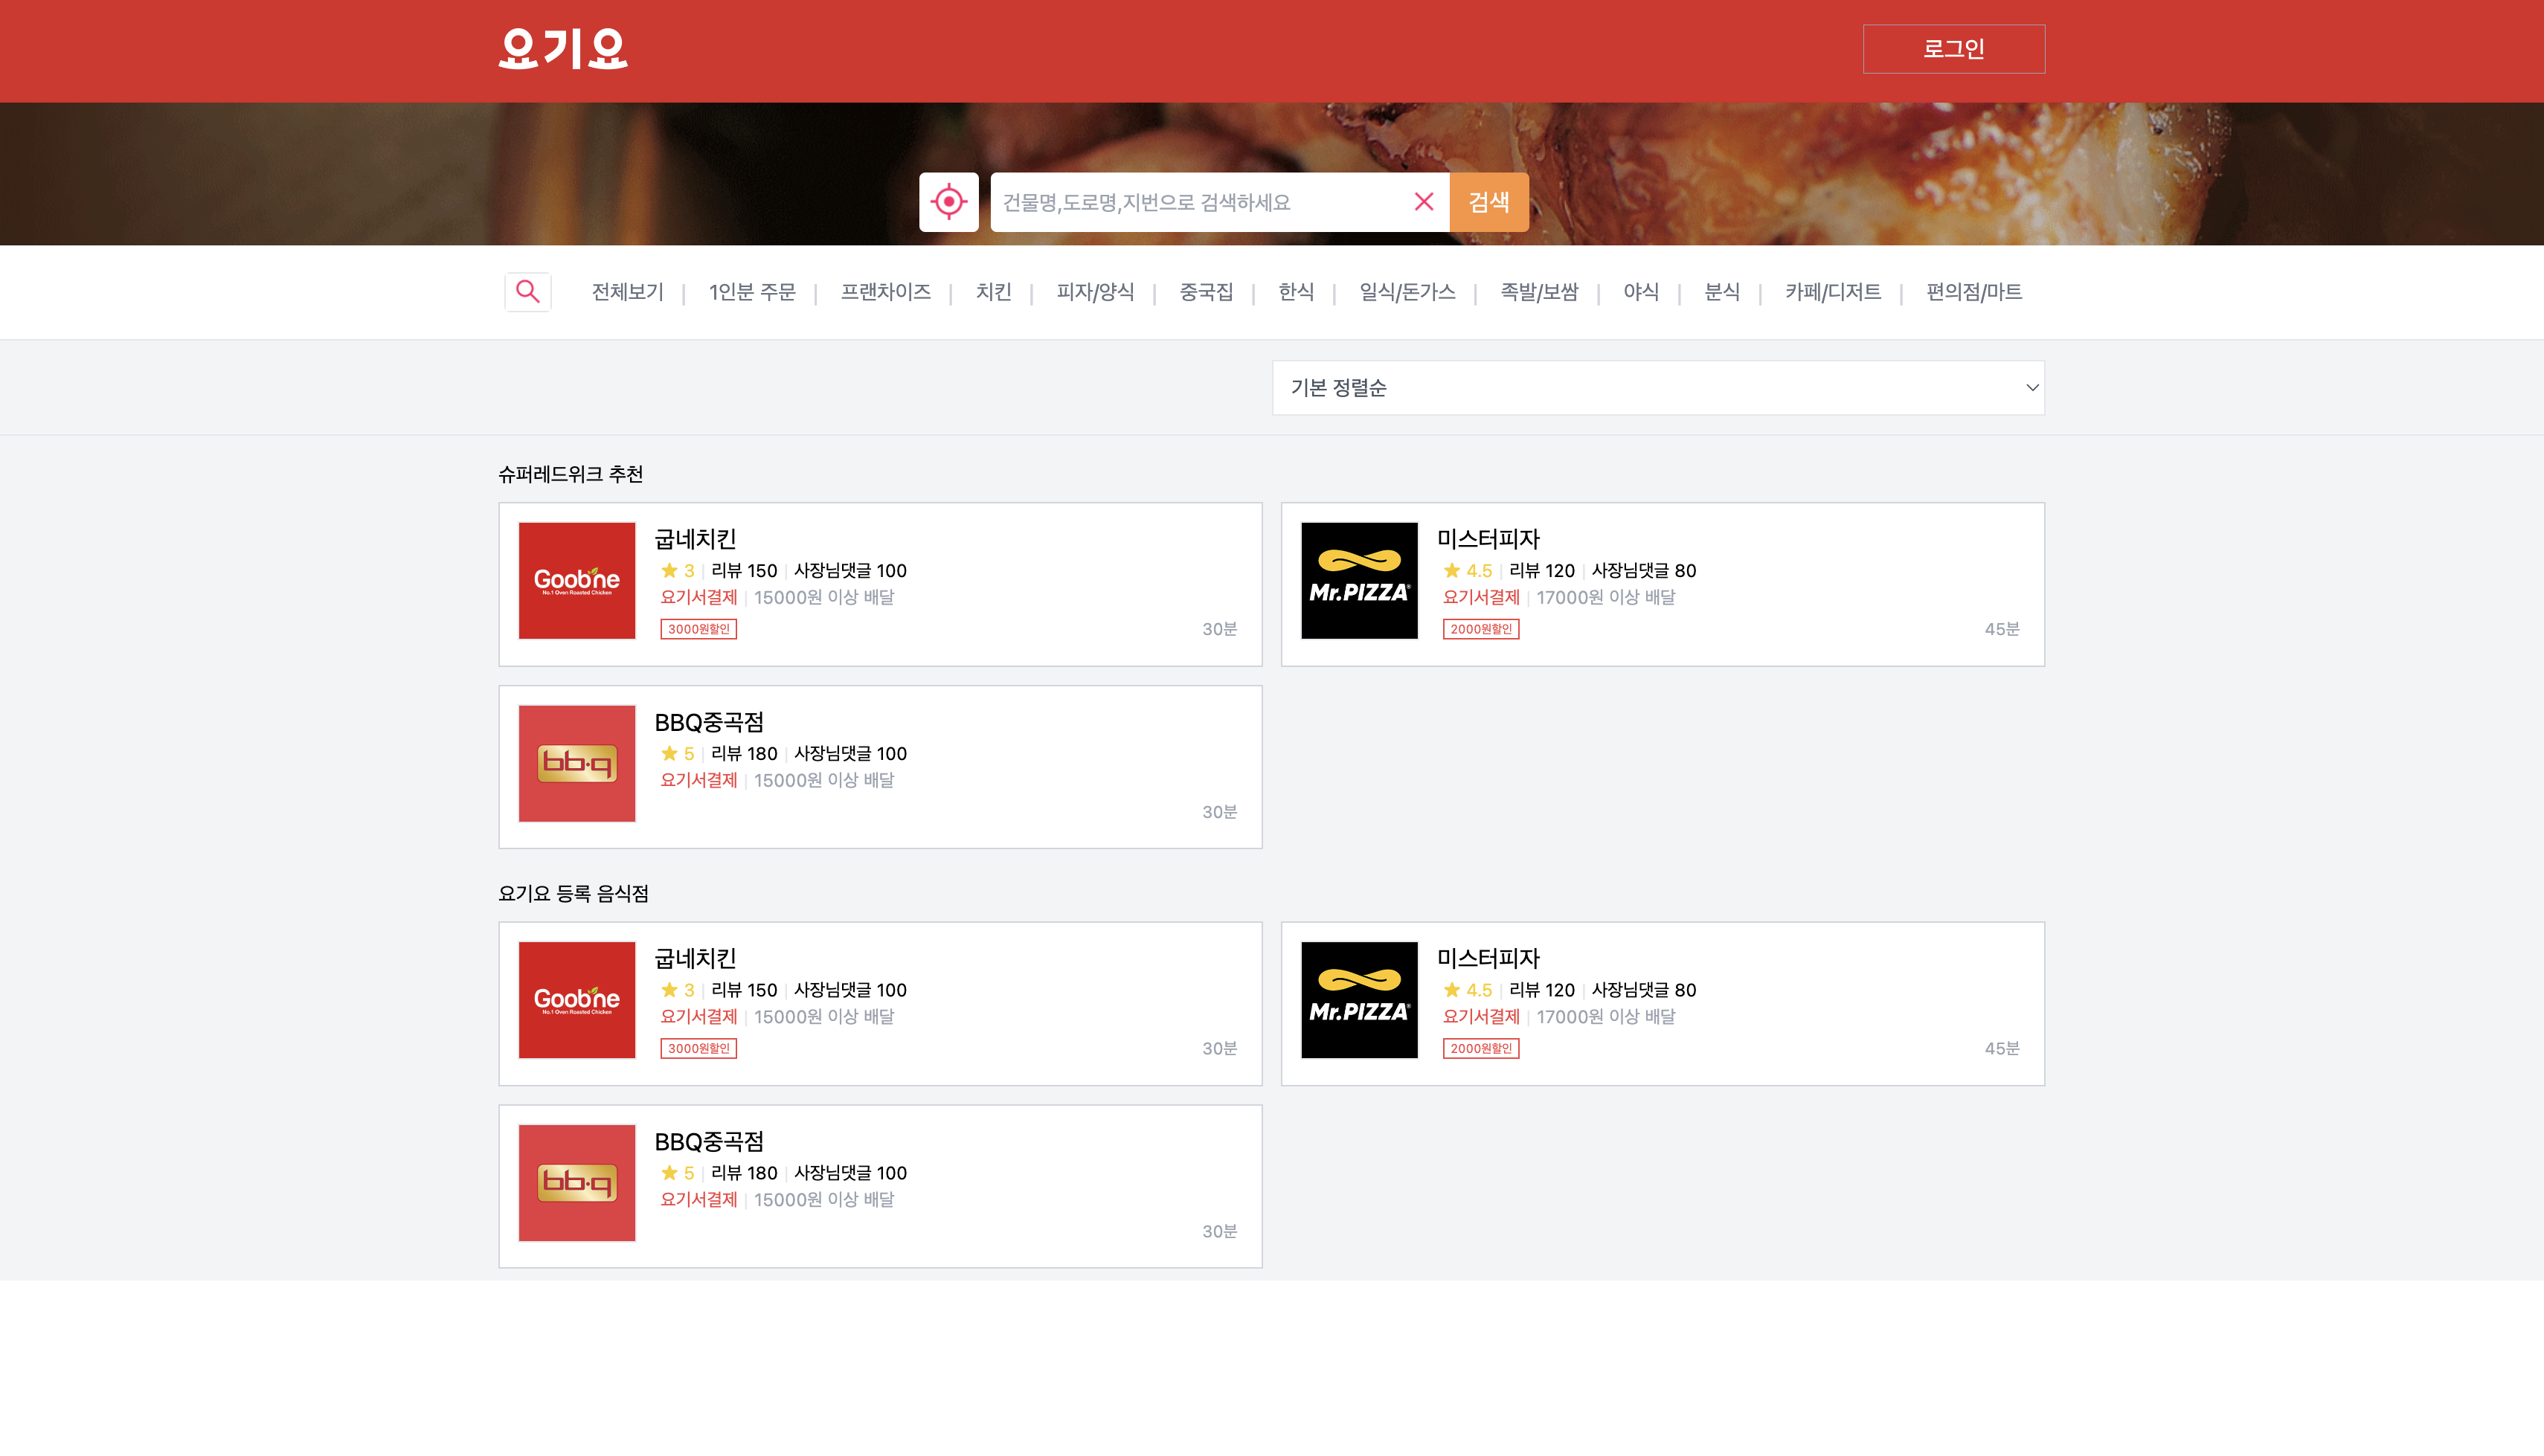 요기요
로그인
건물명,도로명,지번으로 검색하세요
검색
전체보기 | 1인분 주문 | 프랜차이즈 | 치킨 | 피자/양식 | 중국집 | 한식 | 일식/돈가스 | 족발/보쌈 | 야식 | 분식 | 카페/디저트 | 편의점/마트
기본 정렬순
슈퍼레드위크 추천
Goobne
No.1 Oven Roasted Chicken
굽네치킨
★ 3 | 리뷰 150 | 사장님댓글 100
요기서결제 | 15000원 이상 배달
3000원할인
30분
Mr.PIZZA
미스터피자
★ 4.5 | 리뷰 120 | 사장님댓글 80
요기서결제 | 17000원 이상 배달
2000원할인
45분
bb·q
BBQ중곡점
★ 5 | 리뷰 180 | 사장님댓글 100
요기서결제 | 15000원 이상 배달
30분
요기요 등록 음식점
Goobne
No.1 Oven Roasted Chicken
굽네치킨
★ 3 | 리뷰 150 | 사장님댓글 100
요기서결제 | 15000원 이상 배달
3000원할인
30분
Mr.PIZZA
미스터피자
★ 4.5 | 리뷰 120 | 사장님댓글 80
요기서결제 | 17000원 이상 배달
2000원할인
45분
bb·q
BBQ중곡점
★ 5 | 리뷰 180 | 사장님댓글 100
요기서결제 | 15000원 이상 배달
30분